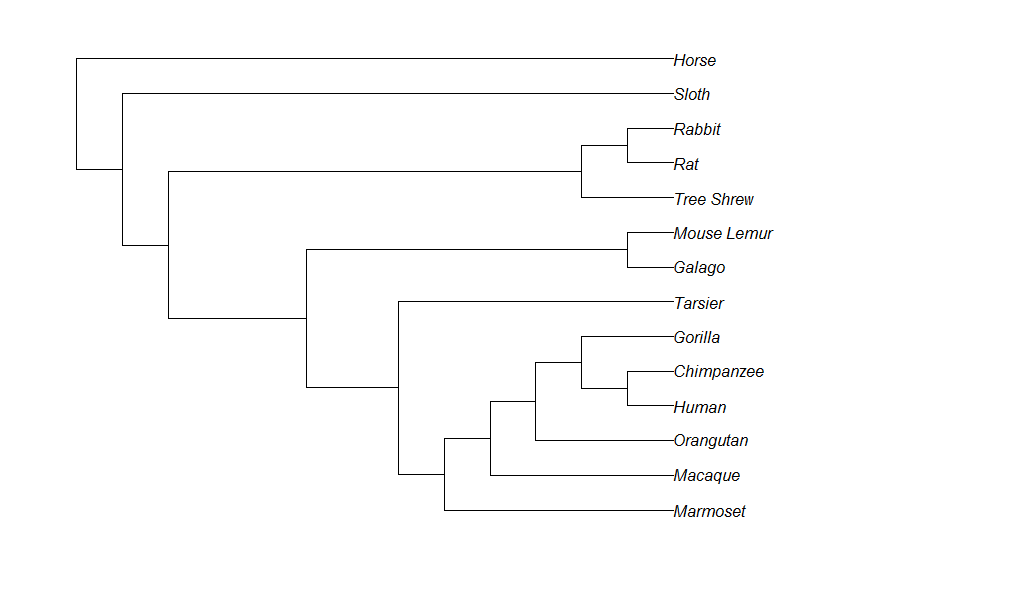 Horse
Sloth
Rabbit
Rat
Tree Shrew
Mouse Lemur
Galago
Tarsier
Gorilla
Chimpanzee
Human
Orangutan
Macaque
Marmoset